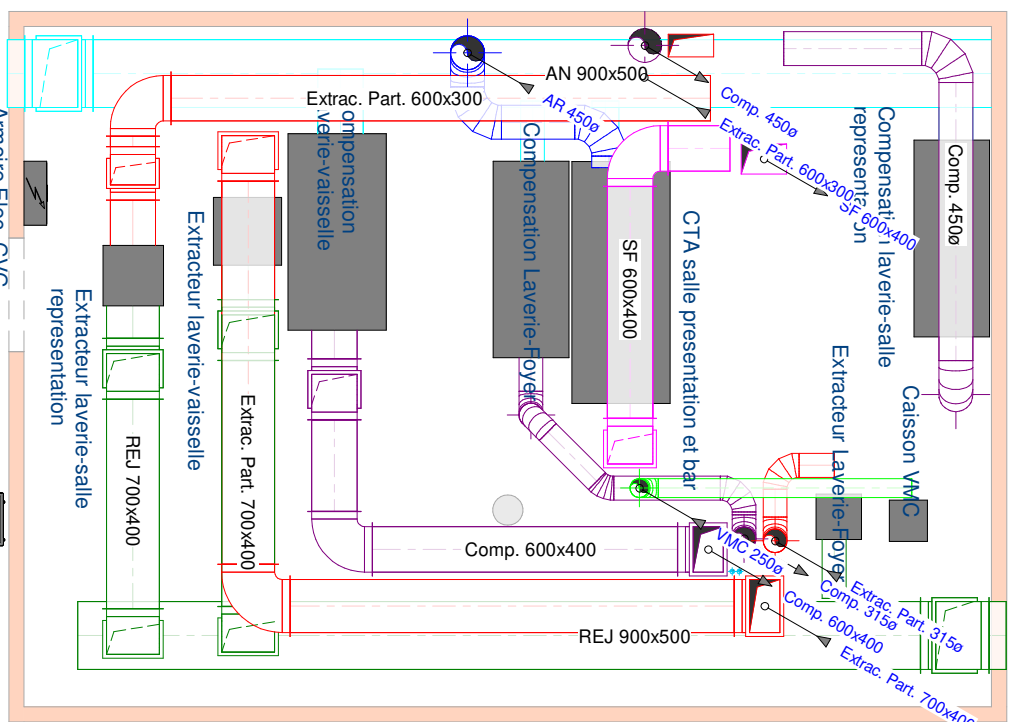 AN 900x500
Extrac. Part. 600x300
AR 450ø
Comp. 450ø
Extrac. Part. 600x300
SF 600x400
Armoire Elec. CVC
Compensation
laverie-vaisselle
Compensation Laverie-Foyer
CTA salle presentation et bar
SF 600x400
Compensation laverie-salle
representation
Comp. 450ø
Extracteur laverie-salle
representation
Extracteur laverie-vaisselle
REJ 700x400
Extrac. Part. 700x400
Comp. 600x400
REJ 900x500
Extracteur Laverie-Foyer
Caisson VMC
VMC 250ø
Comp. 315ø
Extrac. Part. 315ø
Comp. 600x400
Extrac. Part. 700x400